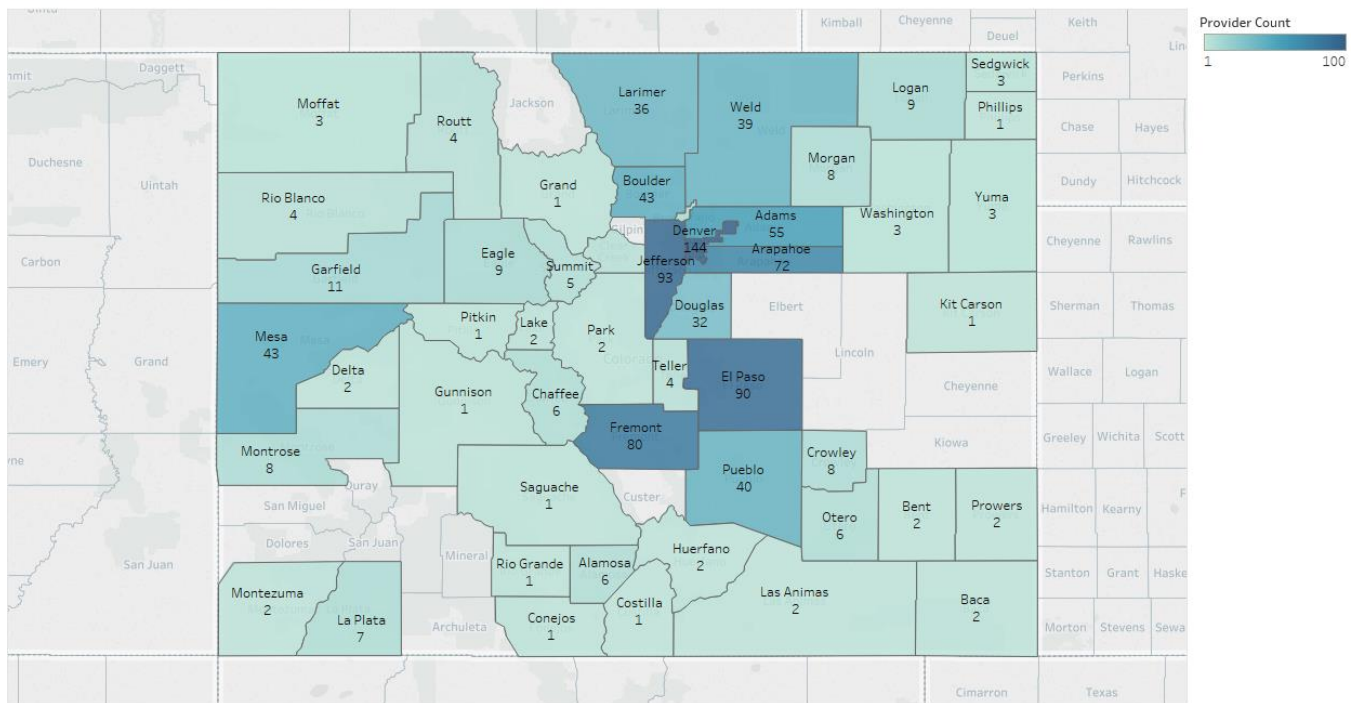 Uinta
Kimball
Cheyenne
Keith
Deuel
Provider Count
1
100
Daggett
Moffat
3
Routt
4
Jackson
Larimer
36
Weld
39
Logan
9
Sedgwick
3
Phillips
1
Perkins
Chase
Hayes
Duchesne
Uintah
Rio Blanco
4
Grand
1
Boulder
43
Morgan
8
Washington
3
Yuma
3
Dundy
Hitchcock
Gilpin
Denver
144
Adams
55
Arapahoe
72
Jefferson
93
Cheyenne
Rawlins
Carbon
Garfield
11
Eagle
9
Summit
5
Douglas
32
Elbert
Kit Carson
1
Sherman
Thomas
Emery
Grand
Mesa
43
Pitkin
1
Lake
2
Park
2
Lincoln
Delta
2
Gunnison
1
Chaffee
6
Teller
4
El Paso
90
Cheyenne
Wallace
Logan
Montrose
8
Fremont
80
Pueblo
40
Crowley
8
Kiowa
Greeley
Wichita
Scott
Ouray
San Miguel
Saguache
1
Custer
Otero
6
Bent
2
Prowers
2
Hamilton
Kearny
San Juan
Dolores
San Juan
Mineral
Rio Grande
1
Alamosa
6
Huerfano
2
Las Animas
2
Baca
2
Stanton
Grant
Haske
Montezuma
2
La Plata
7
Archuleta
Conejos
1
Costilla
1
Morton
Stevens
Sewa
Cimarron
Texas